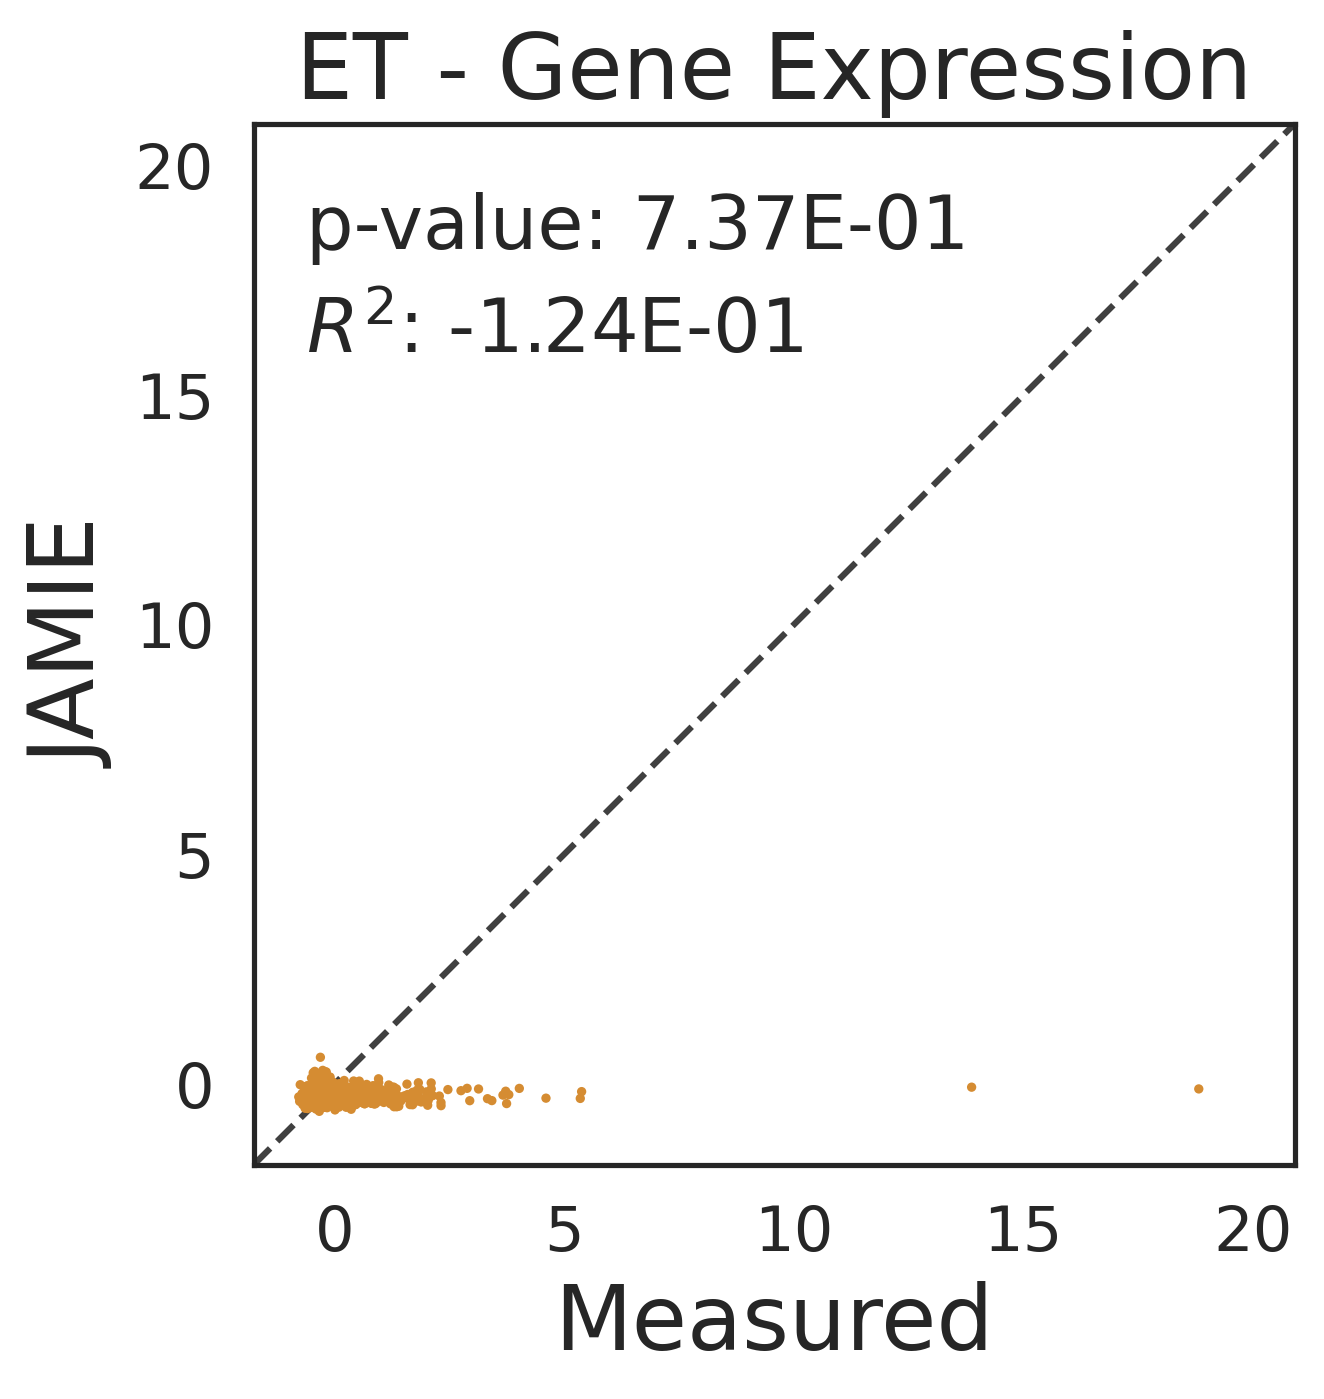 ET - Gene Expression
p-value: 7.37E-01
R²: -1.24E-01
20
15
10
5
0
JAMIE
0 5 10 15 20
Measured